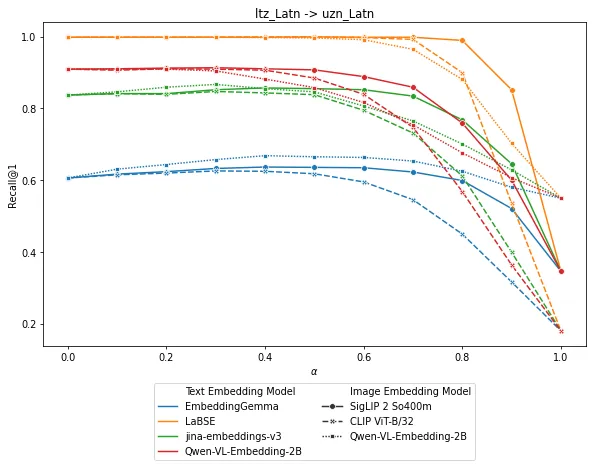 ltz_Latn -> uzn_Latn
Recall@1
1.0
0.8
0.6
0.4
0.2
0.0 0.2 0.4 0.6 0.8 1.0
α
Text Embedding Model
EmbeddingGemma
LaBSE
jina-embeddings-v3
Qwen-VL-Embedding-2B
Image Embedding Model
SigLIP 2 So400m
CLIP ViT-B/32
Qwen-VL-Embedding-2B